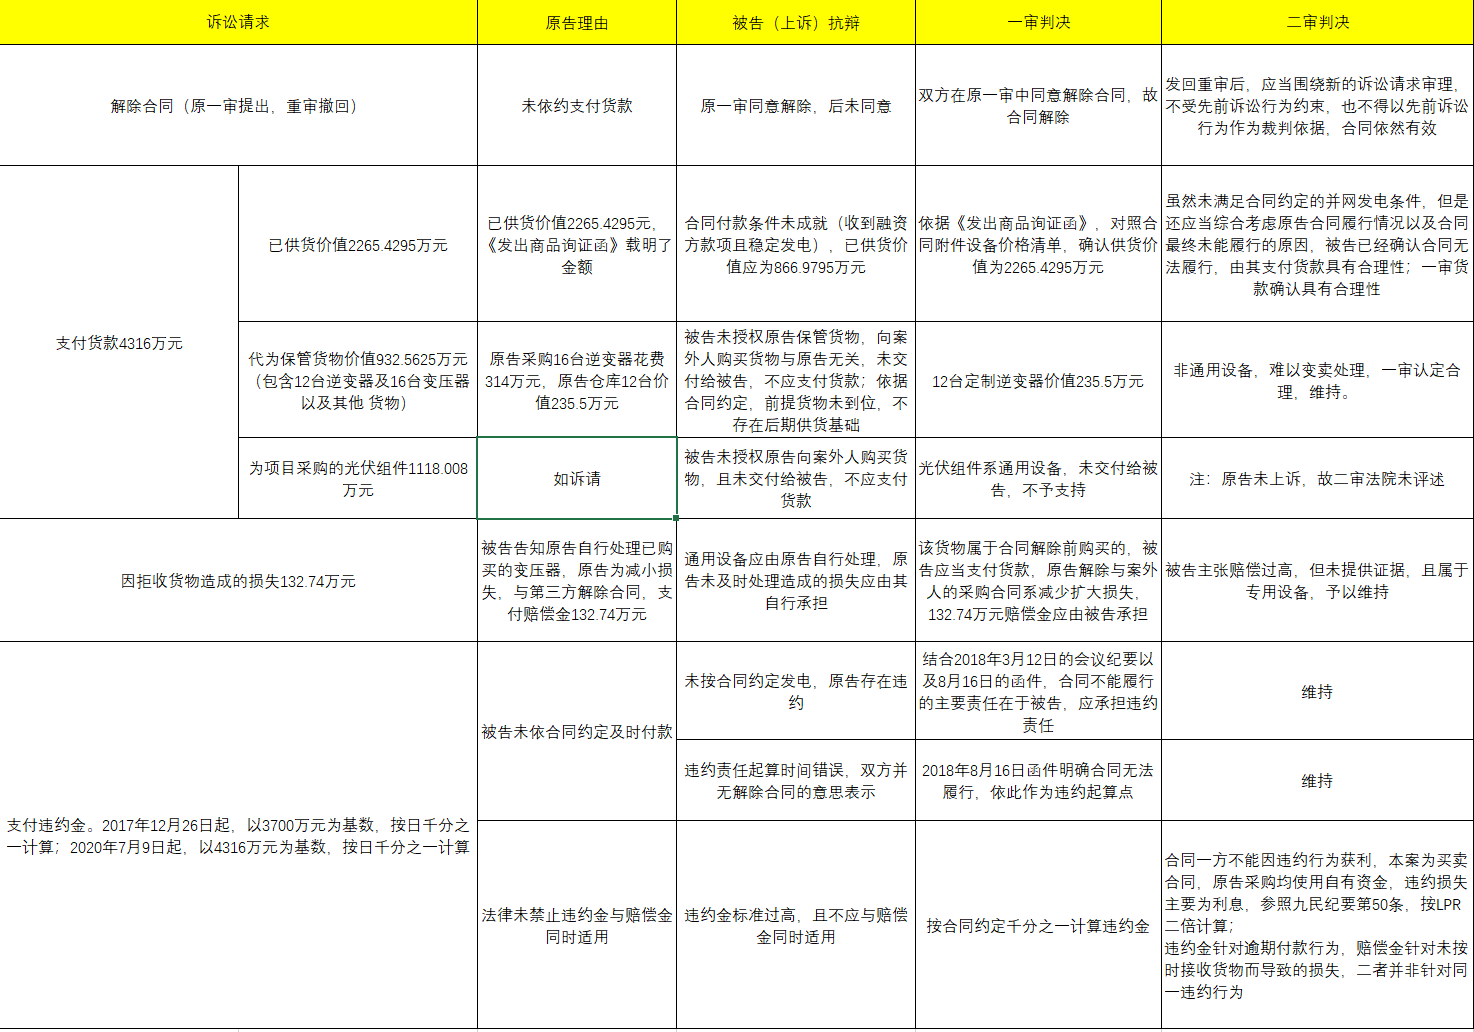 诉讼请求
原告理由
被告（上诉）抗辩
一审判决
二审判决
解除合同（原一审提出，重审撤回）
未依约支付货款
原一审同意解除，后未同意
双方在原一审中同意解除合同，故
合同解除
发回重审后，应当围绕新的诉讼请求审理，
不受先前诉讼行为约束，也不得以先前诉讼
行为作为裁判依据，合同依然有效
支付货款4316万元
已供货价值2265.4295万元
已供货价值2265.4295元，
《发出商品询证函》载明了
金额
合同付款条件未成就（收到融资
方款项且稳定发电），已供货价
值应为866.9795万元
依据《发出商品询证函》，对照合
同附件设备价格清单，确认供货价
值为2265.4295万元
虽然未满足合同约定的并网发电条件，但是
还应当综合考虑原告合同履行情况以及合同
最终未能履行的原因，被告已经确认合同无
法履行，由其支付货款具有合理性；一审货
款确认具有合理性
代为保管货物价值932.5625万元
（包含12台逆变器及16台变压器
以及其他 货物）
原告采购16台逆变器花费
314万元，原告仓库12台价
值235.5万元
被告未授权原告保管货物，向案
外人购买货物与原告无关，未交
付给被告，不应支付货款；依据
合同约定，前提货物未到位，不
存在后期供货基础
12台定制逆变器价值235.5万元
非通用设备，难以变卖处理，一审认定合
理，维持。
为项目采购的光伏组件1118.008
万元
如诉请
被告未授权原告向案外人购买货
物，且未交付给被告，不应支付
货款
光伏组件系通用设备，未交付给被
告，不予支持
注：原告未上诉，故二审法院未评述
因拒收货物造成的损失132.74万元
被告告知原告自行处理已购
买的变压器，原告为减小损
失，与第三方解除合同，支
付赔偿金132.74万元
通用设备应由原告自行处理，原
告未及时处理造成的损失应由其
自行承担
该货物属于合同解除前购买的，被
告应当支付货款，原告解除与案外
人的采购合同系减少扩大损失，
132.74万元赔偿金应由被告承担
被告主张赔偿过高，但未提供证据，且属于
专用设备，予以维持
支付违约金。2017年12月26日起，以3700万元为基数，按日千分之
一计算；2020年7月9日起，以4316万元为基数，按日千分之一计算
被告未依合同约定及时付款
未按合同约定发电，原告存在违
约
结合2018年3月12日的会议纪要以
及8月16日的函件，合同不能履行
的主要责任在于被告，应承担违约
责任
维持
违约责任起算时间错误，双方并
无解除合同的意思表示
2018年8月16日函件明确合同无法
履行，依此作为违约起算点
维持
法律未禁止违约金与赔偿金
同时适用
违约金标准过高，且不应与赔偿
金同时适用
按合同约定千分之一计算违约金
合同一方不能因违约行为获利，本案为买卖
合同，原告采购均使用自有资金，违约损失
主要为利息，参照九民纪要第50条，按LPR
二倍计算；
违约金针对逾期付款行为，赔偿金针对未按
时接收货物而导致的损失，二者并非针对同
一违约行为